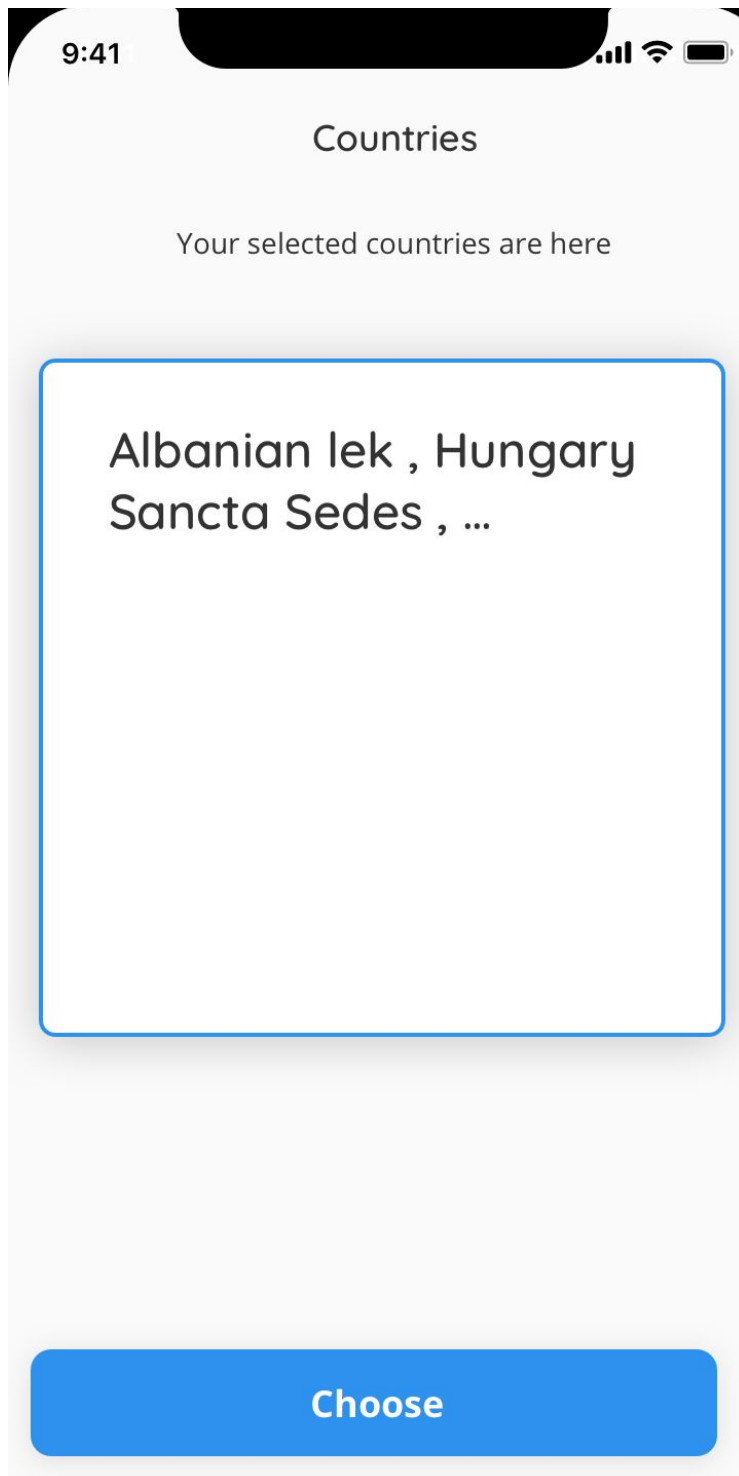 9:41
Countries
Your selected countries are here
Albanian lek , Hungary
Sancta Sedes , ...
Choose